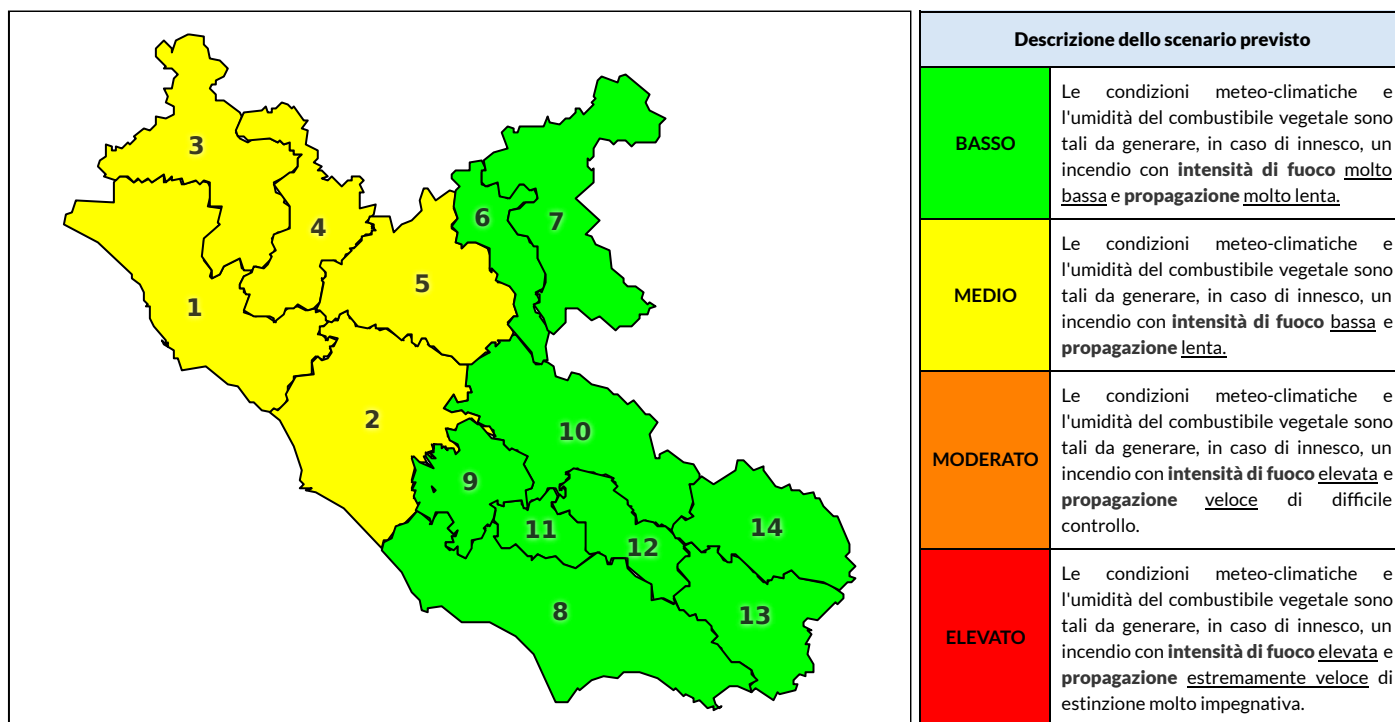 3
4
6
7
5
1
2
10
9
11
12
14
8
13
Descrizione dello scenario previsto
BASSO
Le condizioni meteo-climatiche e
l'umidità del combustibile vegetale sono
tali da generare, in caso di innesco, un
incendio con intensità di fuoco molto
bassa e propagazione molto lenta.
MEDIO
Le condizioni meteo-climatiche e
l'umidità del combustibile vegetale sono
tali da generare, in caso di innesco, un
incendio con intensità di fuoco bassa e
propagazione lenta.
MODERATO
Le condizioni meteo-climatiche e
l'umidità del combustibile vegetale sono
tali da generare, in caso di innesco, un
incendio con intensità di fuoco elevata e
propagazione veloce di difficile
controllo.
ELEVATO
Le condizioni meteo-climatiche e
l'umidità del combustibile vegetale sono
tali da generare, in caso di innesco, un
incendio con intensità di fuoco elevata e
propagazione estremamente veloce di
estinzione molto impegnativa.